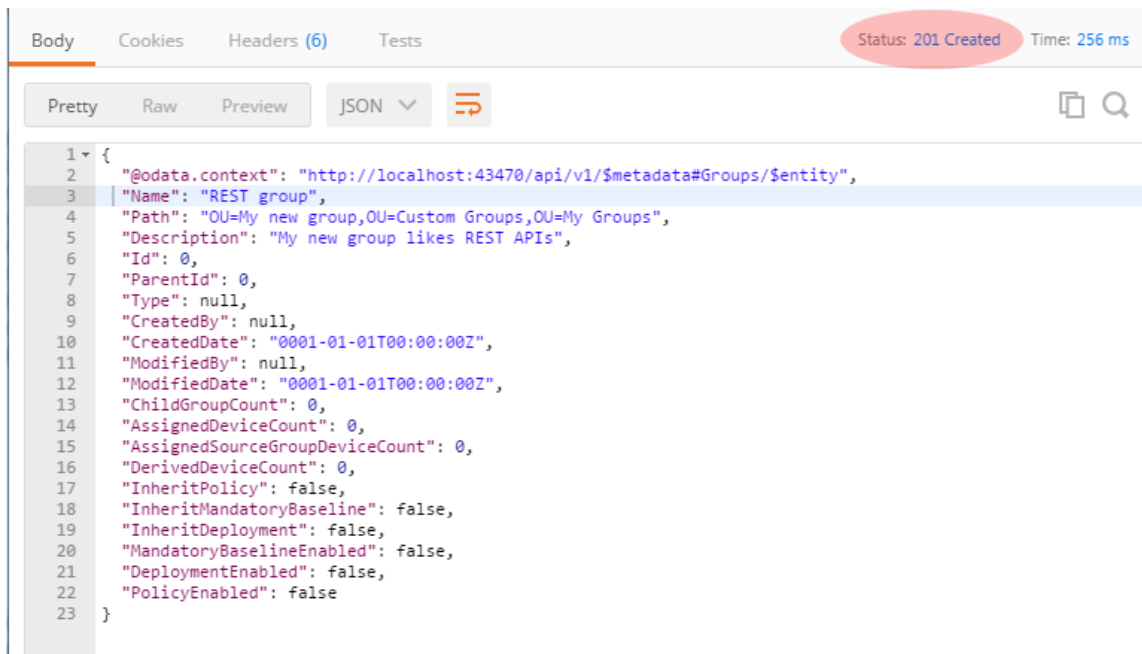 Body Cookies Headers (6) Tests Status: 201 Created Time: 256 ms
Pretty Raw Preview JSON
1 {
2 "@odata.context": "http://localhost:43470/api/v1/$metadata#Groups/$entity",
3 "Name": "REST group",
4 "Path": "OU=My new group,OU=Custom Groups,OU=My Groups",
5 "Description": "My new group likes REST APIs",
6 "Id": 0,
7 "ParentId": 0,
8 "Type": null,
9 "CreatedBy": null,
10 "CreatedDate": "0001-01-01T00:00:00Z",
11 "ModifiedBy": null,
12 "ModifiedDate": "0001-01-01T00:00:00Z",
13 "ChildGroupCount": 0,
14 "AssignedDeviceCount": 0,
15 "AssignedSourceGroupDeviceCount": 0,
16 "DerivedDeviceCount": 0,
17 "InheritPolicy": false,
18 "InheritMandatoryBaseline": false,
19 "InheritDeployment": false,
20 "MandatoryBaselineEnabled": false,
21 "DeploymentEnabled": false,
22 "PolicyEnabled": false
23 }